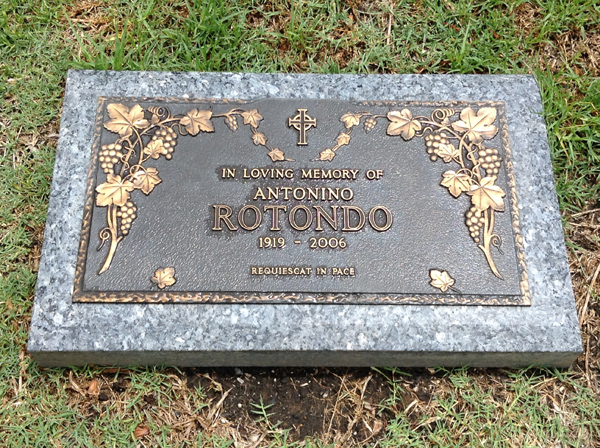 IN LOVING MEMORY OF
ANTONINO
ROTONDO
1919 - 2006
REQUIESCAT IN PACE